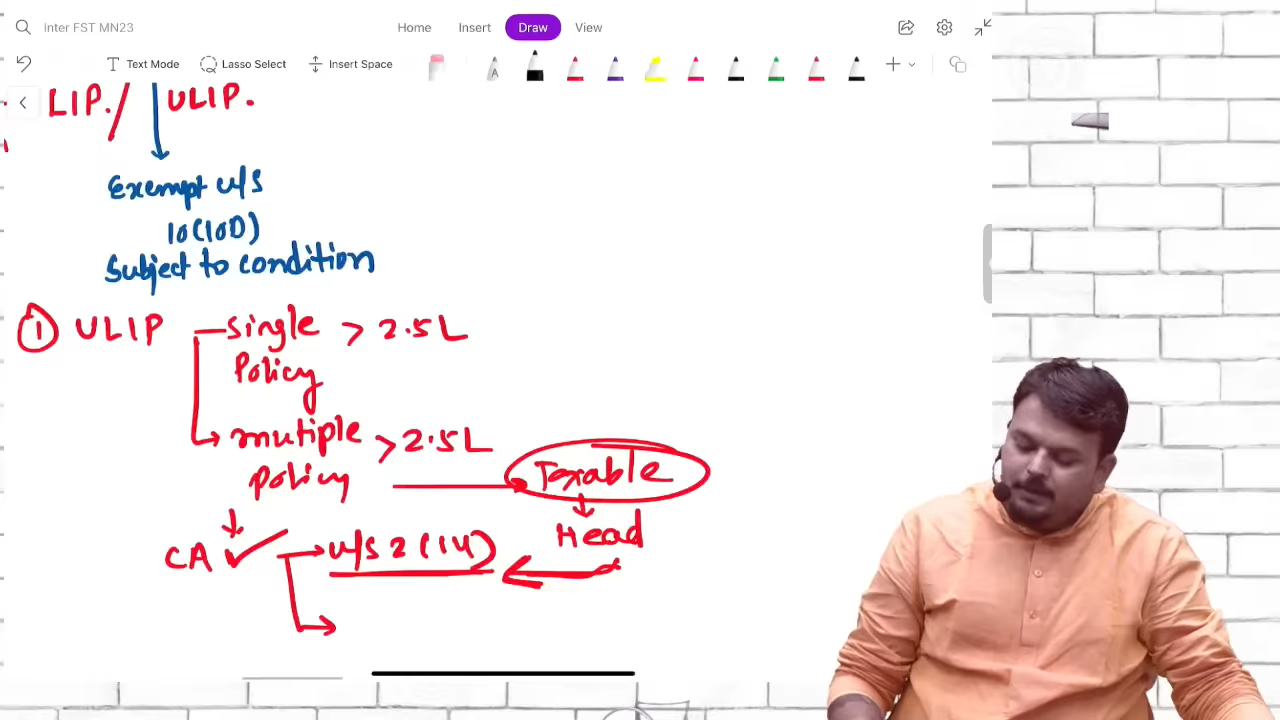 Inter FST MN23
Home Insert Draw View
Text Mode Lasso Select Insert Space
LIP. / ULIP.
Exempt u/s
10(10D)
Subject to condition
① ULIP single > 2.5L
Policy
mutiple > 2.5L
policy Taxable
Head
CA u/s 2(14)